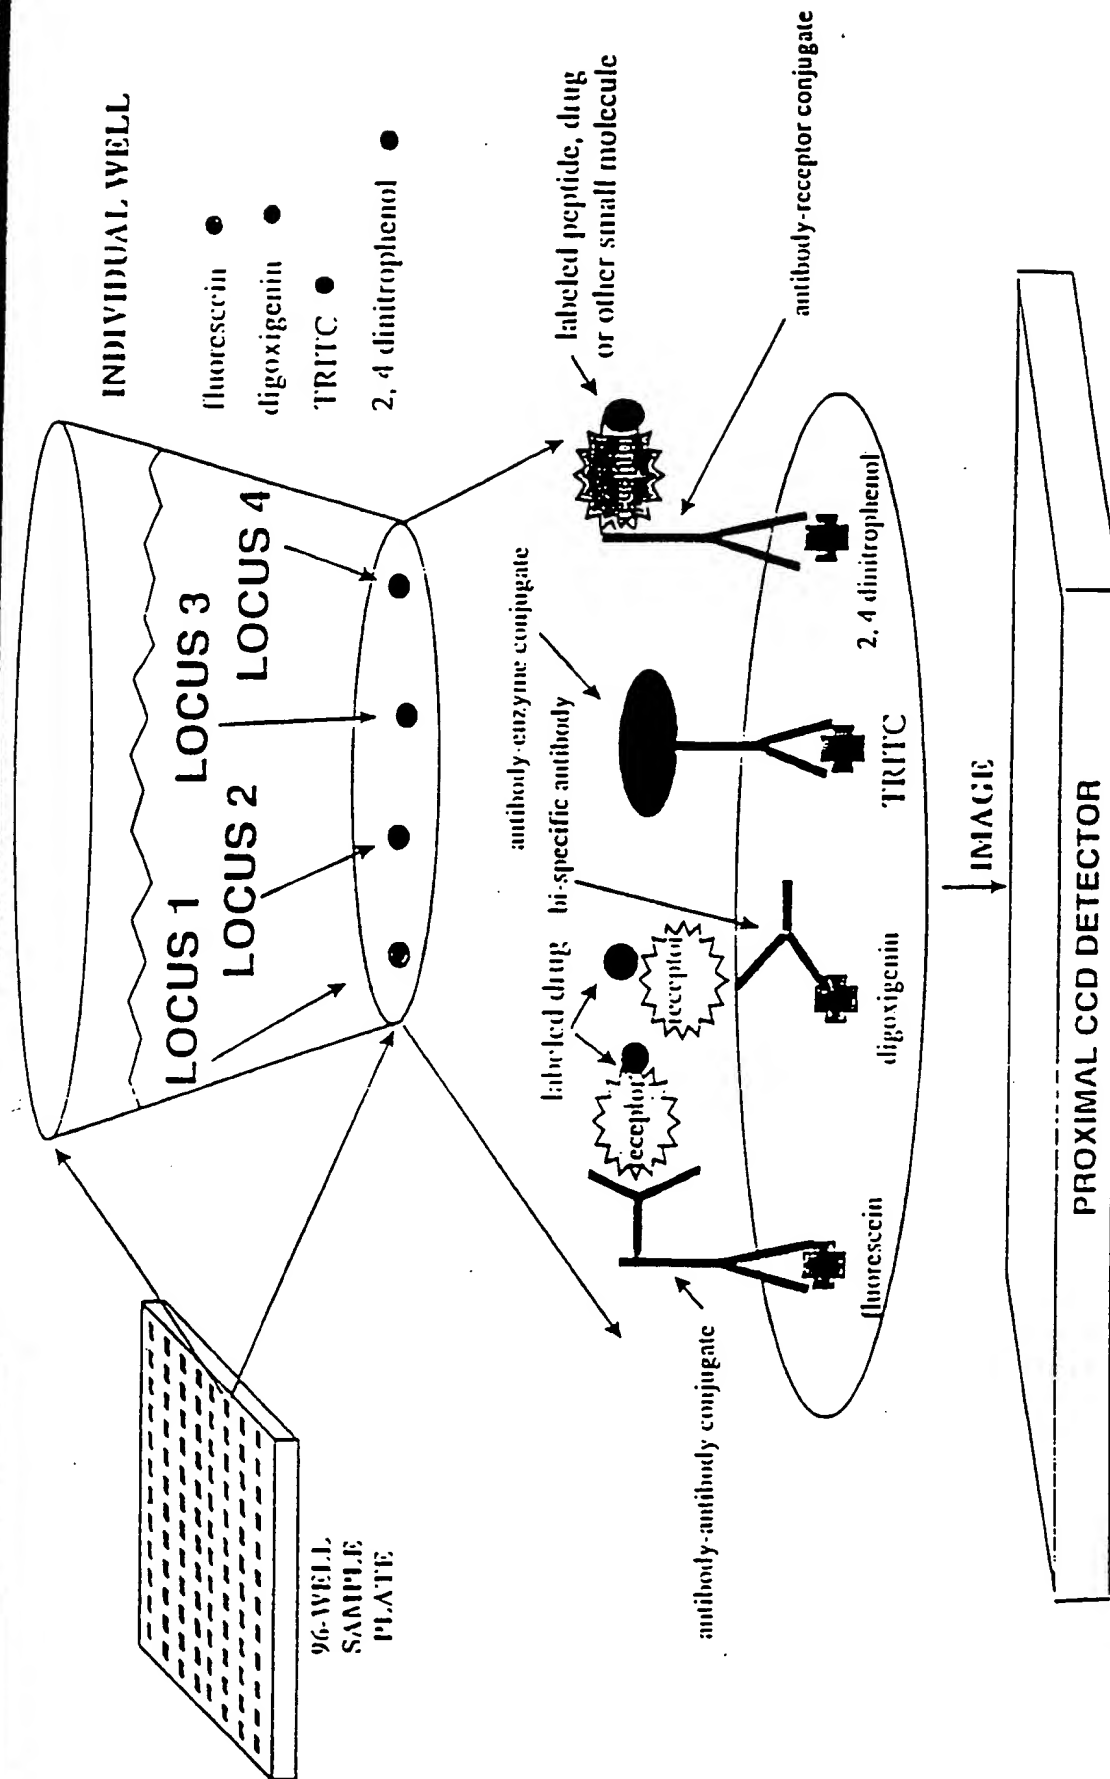 INDIVIDUAL WELL
fluorescein
digoxigenin
TRITC
2, 4 dinitrophenol
LOCUS 1
LOCUS 2
LOCUS 3
LOCUS 4
96-WELL
SAMPLE
PLATE
labeled drug
bi-specific antibody
antibody-enzyme conjugate
labeled peptide, drug
or other small molecule
antibody-receptor conjugate
antibody-antibody conjugate
receptor
receptor
fluorescein
digoxigenin
TRITC
2, 4 dinitrophenol
IMAGE
PROXIMAL CCD DETECTOR